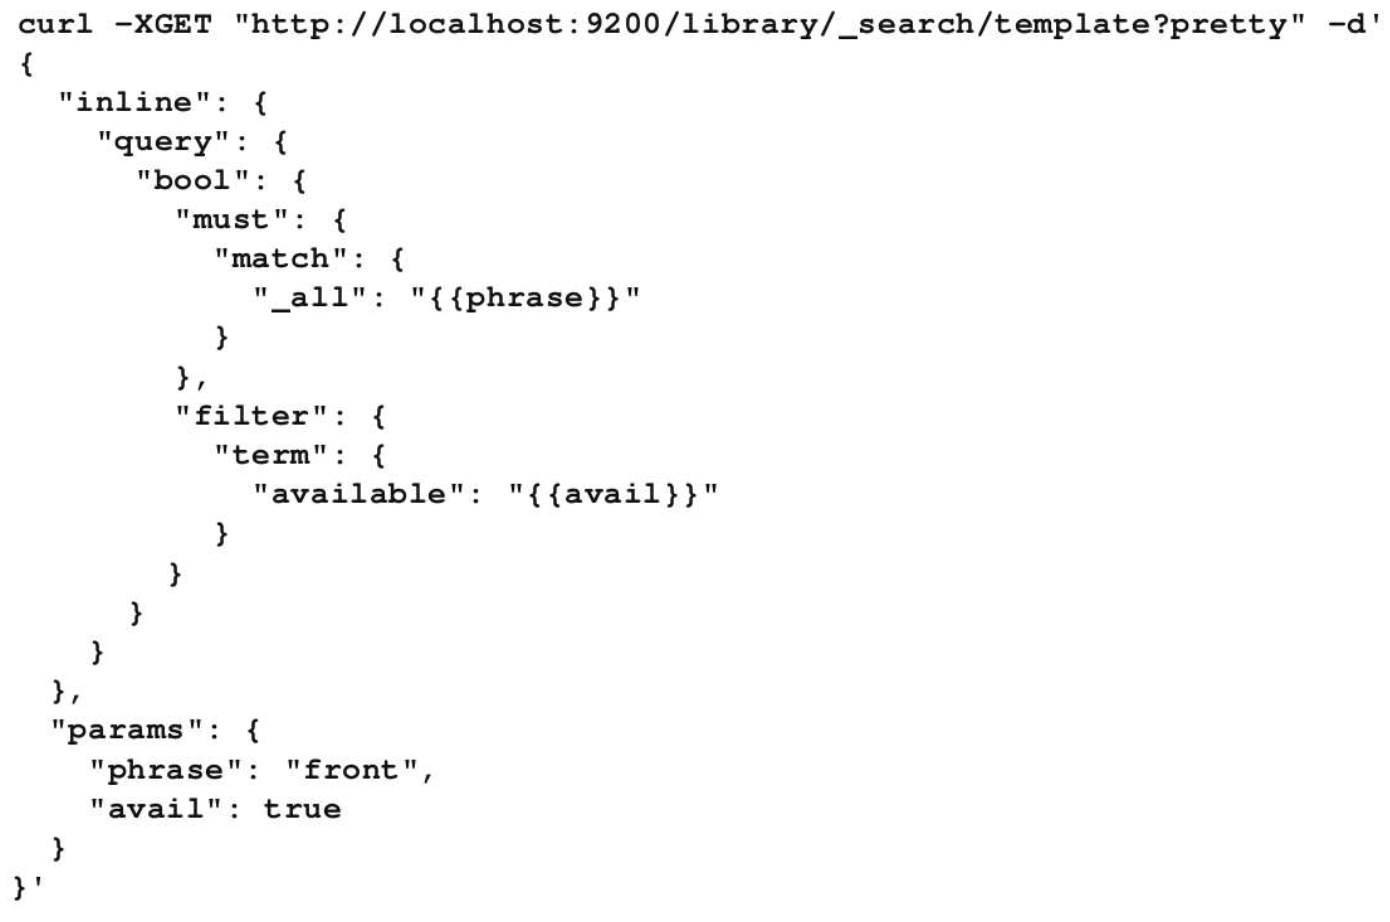 curl -XGET "http://localhost:9200/library/_search/template?pretty" -d'
{
  "inline": {
    "query": {
      "bool": {
        "must": {
          "match": {
            "_all": "{{phrase}}"
          }
        },
        "filter": {
          "term": {
            "available": "{{avail}}"
          }
        }
      }
    }
  },
  "params": {
    "phrase": "front",
    "avail": true
  }
}'